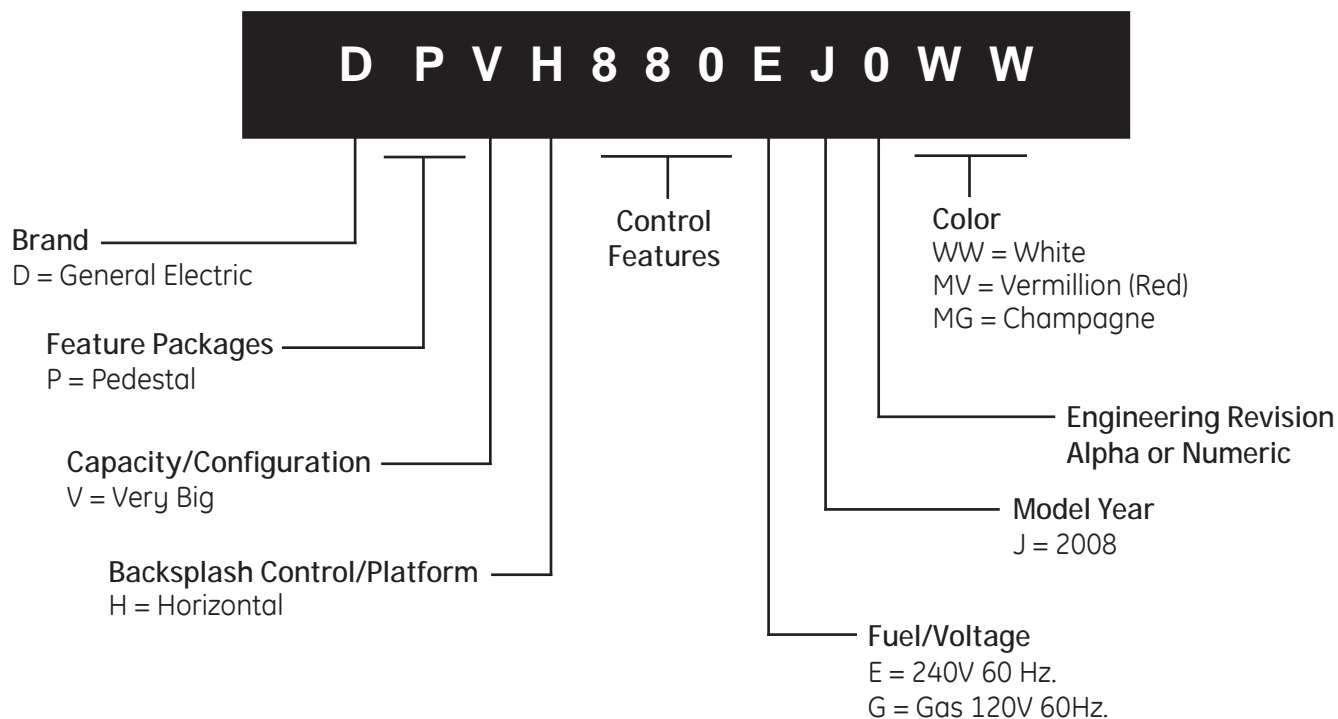 D P V H 8 8 0 E J 0 W W
Brand
D = General Electric
Feature Packages
P = Pedestal
Capacity/Configuration
V = Very Big
Backsplash Control/Platform
H = Horizontal
Control
Features
Color
WW = White
MV = Vermillion (Red)
MG = Champagne
Engineering Revision
Alpha or Numeric
Model Year
J = 2008
Fuel/Voltage
E = 240V 60 Hz.
G = Gas 120V 60Hz.